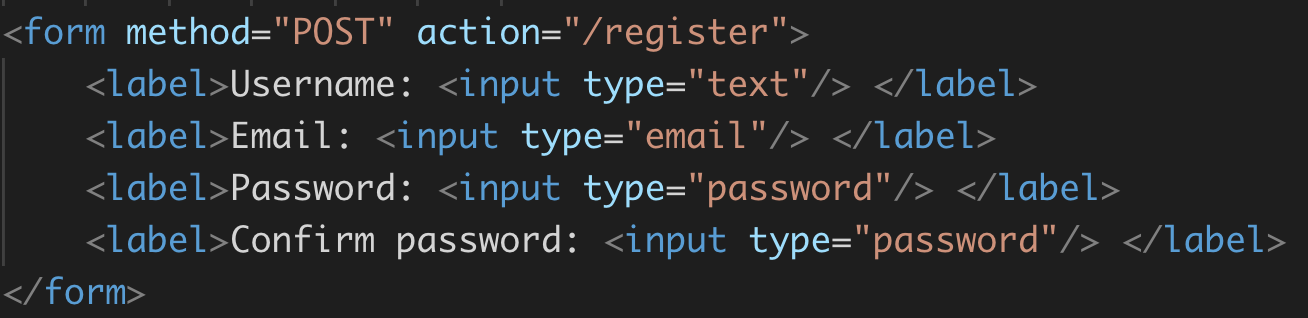 <form method="POST" action="/register">
    <label>Username: <input type="text"/> </label>
    <label>Email: <input type="email"/> </label>
    <label>Password: <input type="password"/> </label>
    <label>Confirm password: <input type="password"/> </label>
</form>